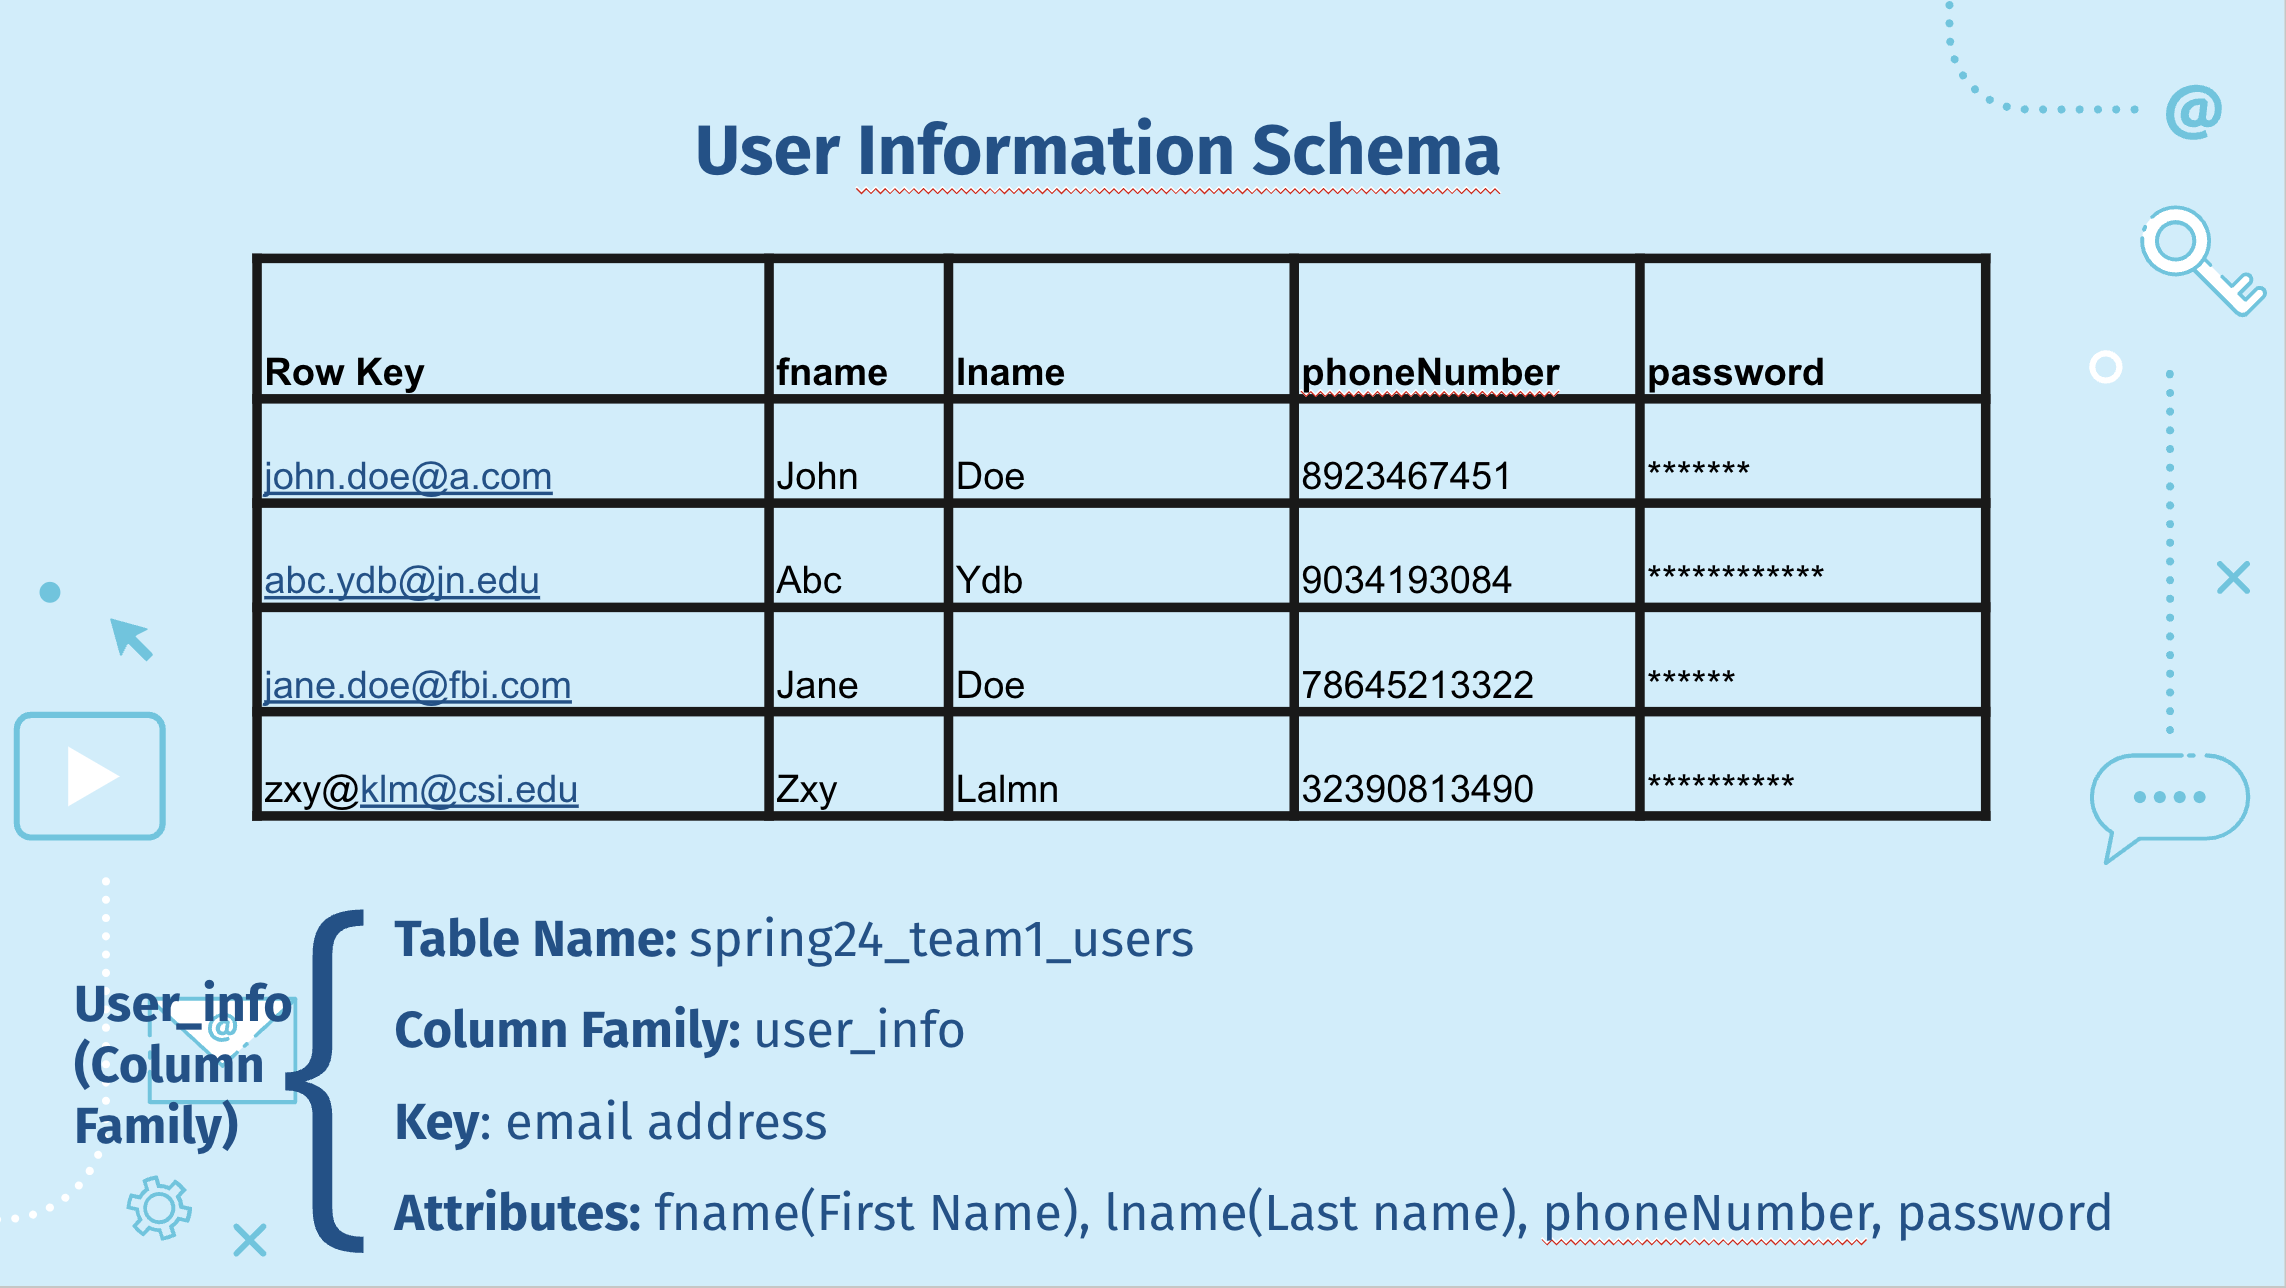 User Information Schema
Row Key fname lname phoneNumber password
john.doe@a.com John Doe 8923467451 *******
abc.ydb@jn.edu Abc Ydb 9034193084 ************
jane.doe@fbi.com Jane Doe 78645213322 ******
zxy@klm@csi.edu Zxy Lalmn 32390813490 **********
User_info
(Column
Family)
Table Name: spring24_team1_users
Column Family: user_info
Key: email address
Attributes: fname(First Name), lname(Last name), phoneNumber, password